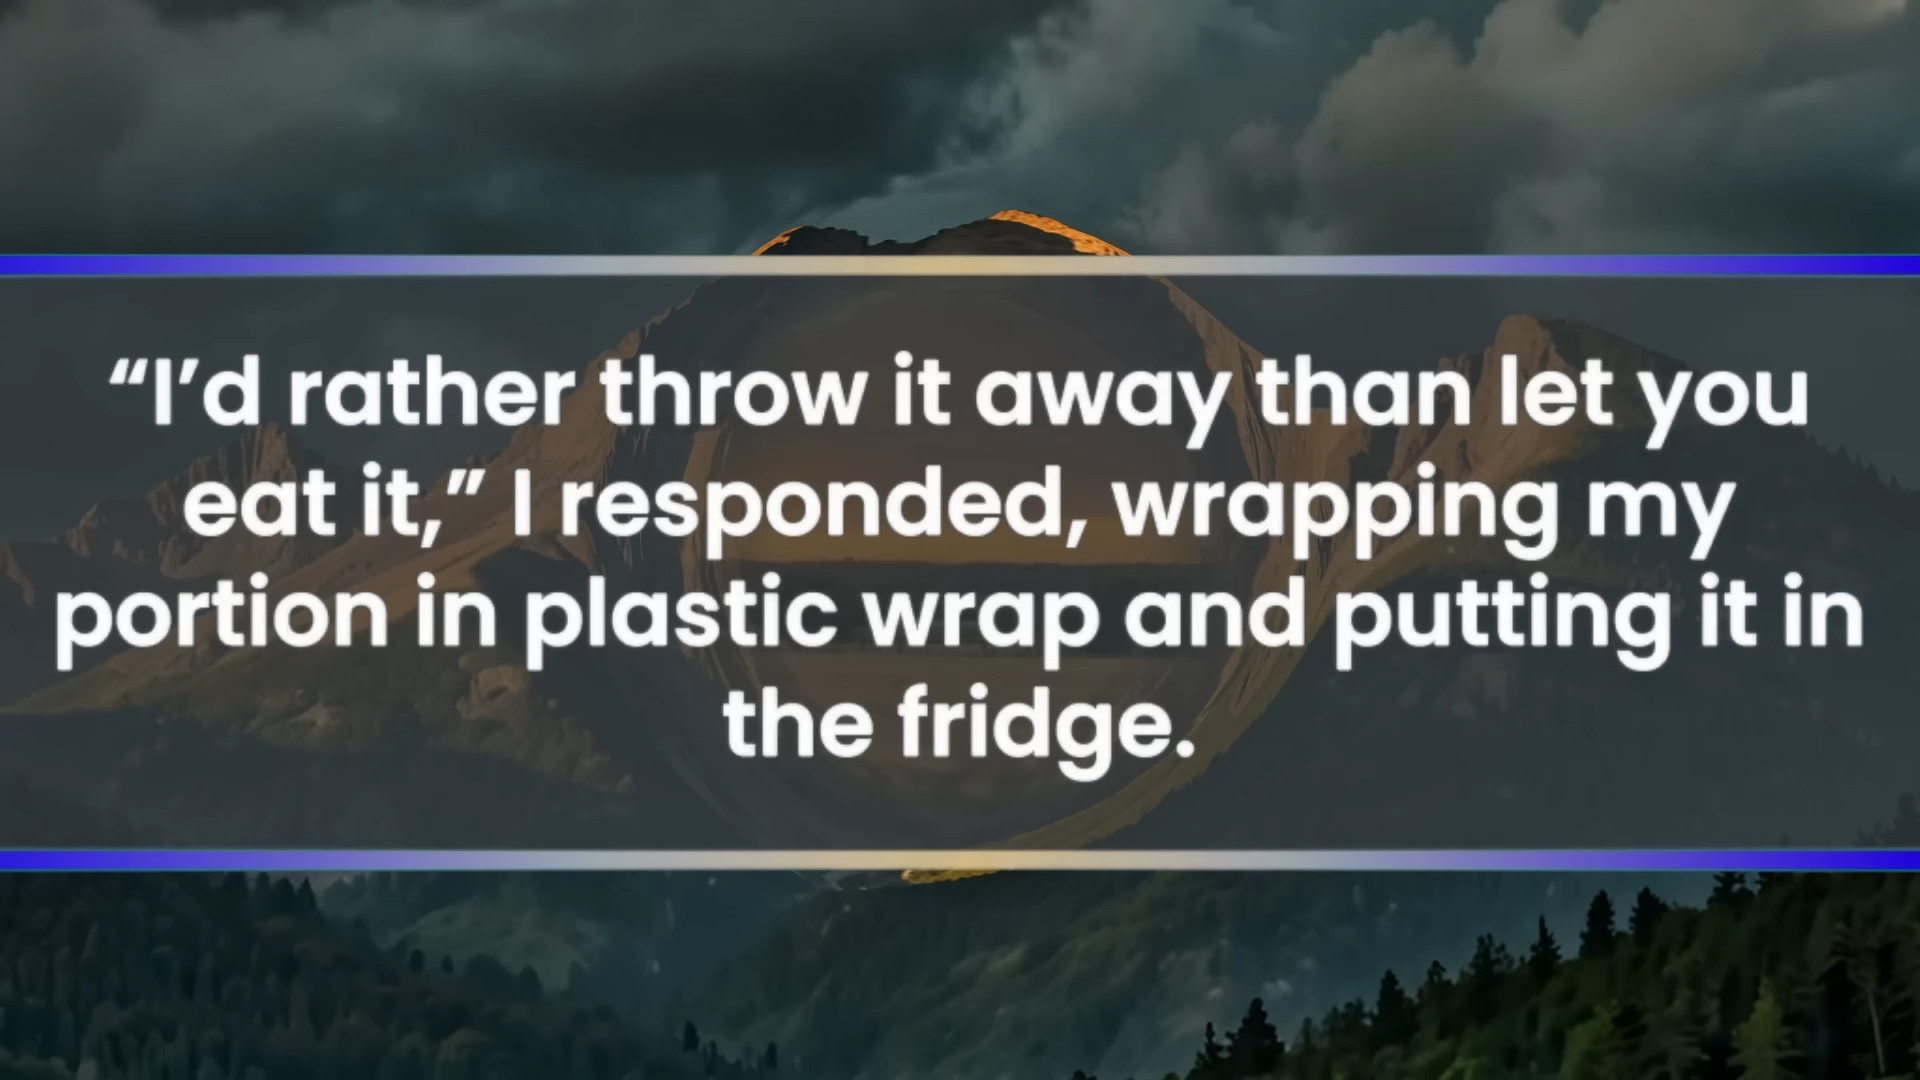 “I’d rather throw it away than let you
eat it,” I responded, wrapping my
portion in plastic wrap and putting it in
the fridge.